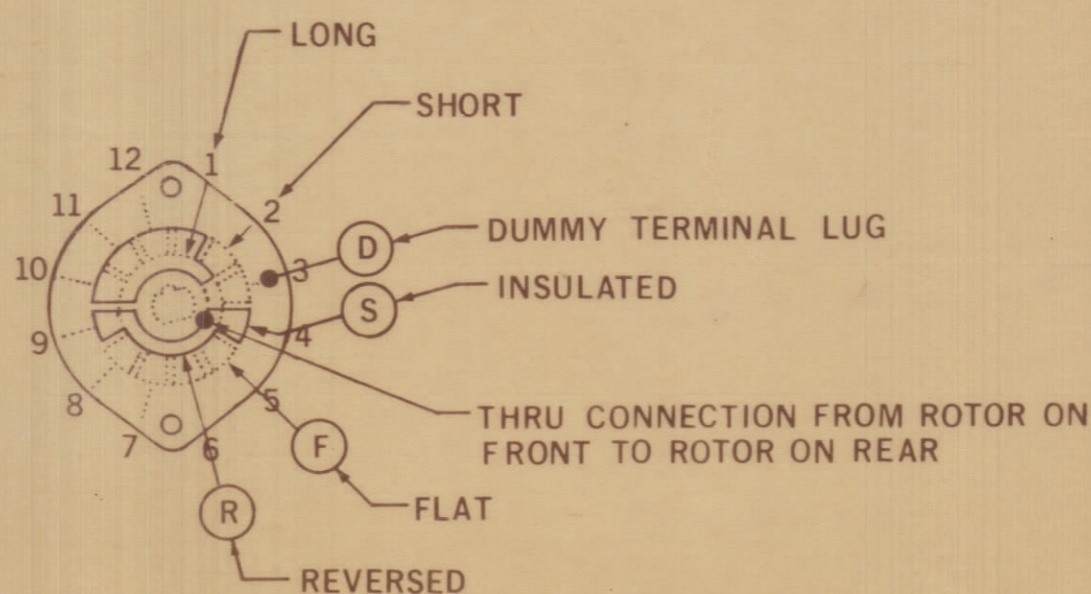 LONG
SHORT
12
1
11
2
D
DUMMY TERMINAL LUG
10
3
S
INSULATED
9
4
8
5
THRU CONNECTION FROM ROTOR ON
FRONT TO ROTOR ON REAR
7
6
F
R
FLAT
REVERSED